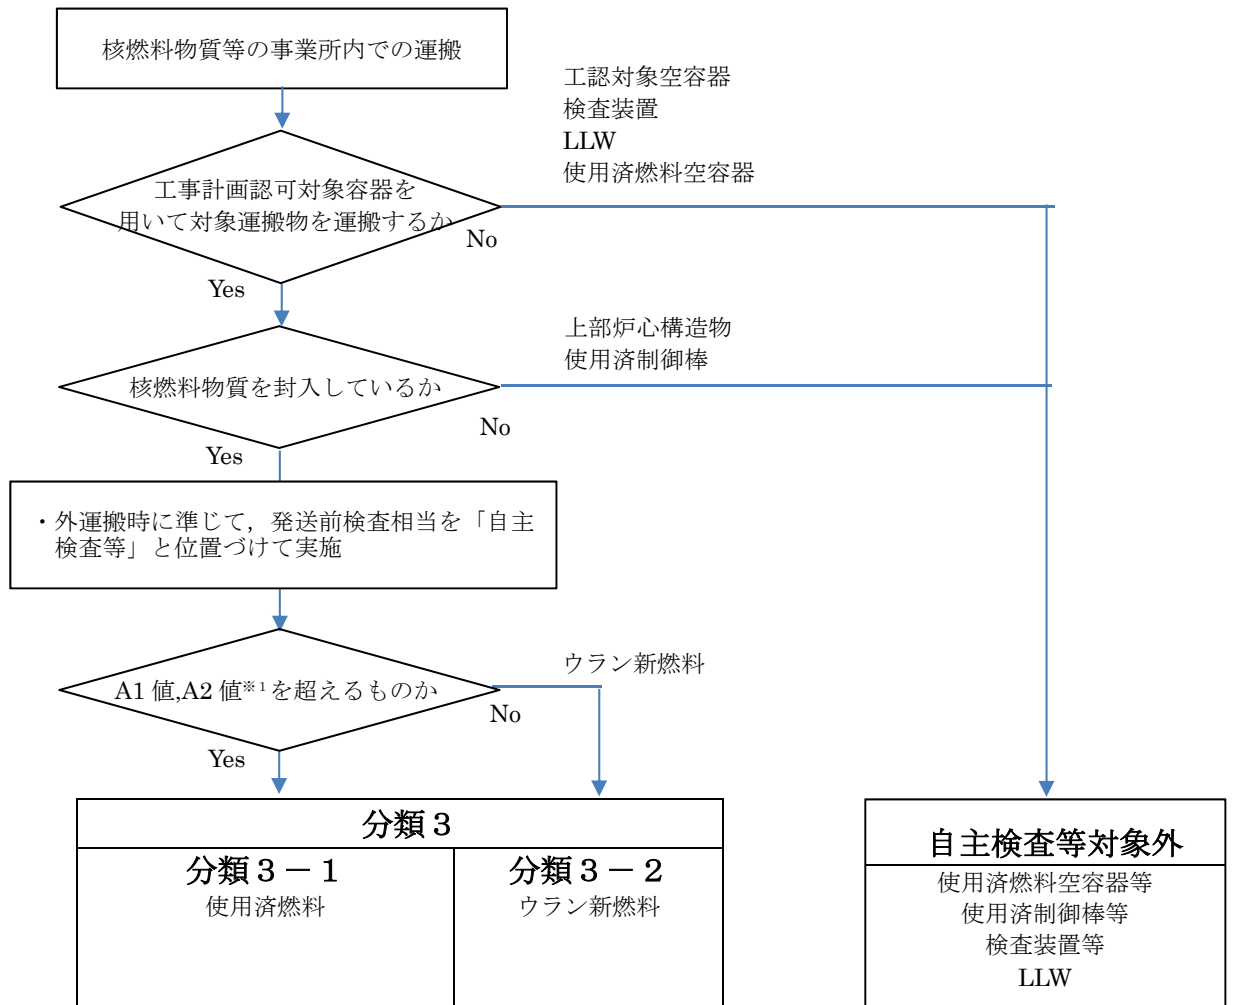 核燃料物質等の事業所内での運搬
工認対象空容器
検査装置
LLW
使用済燃料空容器
工事計画認可対象容器を
用いて対象運搬物を運搬するか
No
Yes
上部炉心構造物
使用済制御棒
核燃料物質を封入しているか
No
Yes
・外運搬時に準じて，発送前検査相当を「自主
検査等」と位置づけて実施
ウラン新燃料
A1 値,A2 値※1を超えるものか
No
Yes
分類３
分類３－１
使用済燃料
分類３－２
ウラン新燃料
自主検査等対象外
使用済燃料空容器等
使用済制御棒等
検査装置等
LLW